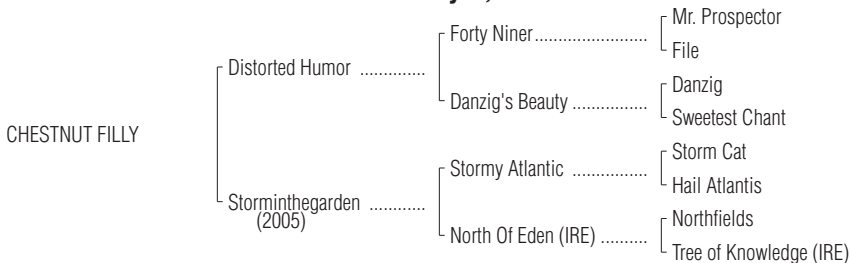 Mr. Prospector
Forty Niner..................
File
Distorted Humor ..............
Danzig
Danzig's Beauty ................
Sweetest Chant
CHESTNUT FILLY
Storm Cat
Stormy Atlantic ................
Hail Atlantis
Storminthegarden ............
(2005)
Northfields
North Of Eden (IRE) ..........
Tree of Knowledge (IRE)